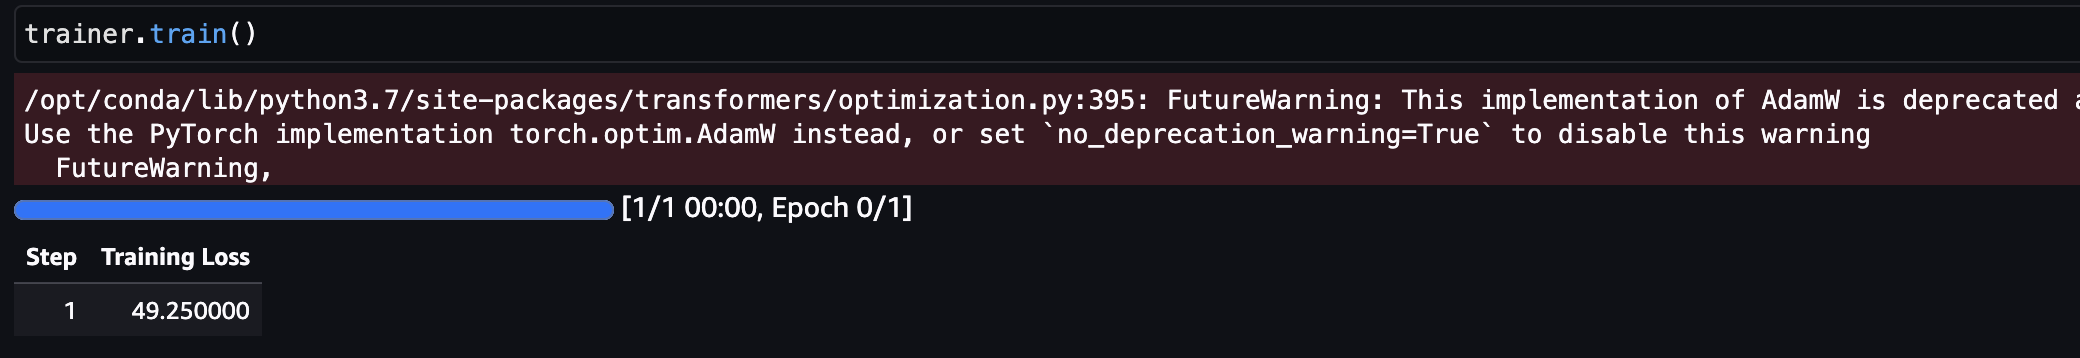 trainer.train()
/opt/conda/lib/python3.7/site-packages/transformers/optimization.py:395: FutureWarning: This implementation of AdamW is deprecated
Use the PyTorch implementation torch.optim.AdamW instead, or set `no_deprecation_warning=True` to disable this warning
FutureWarning,
[1/1 00:00, Epoch 0/1]
Step Training Loss
1 49.250000